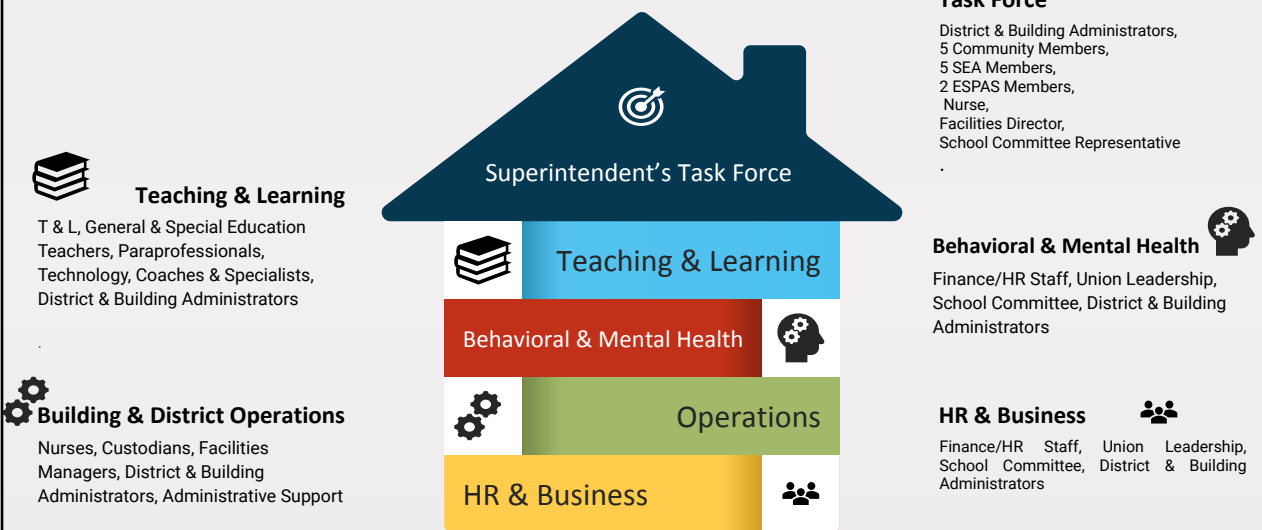 Task Force
District & Building Administrators,
5 Community Members,
5 SEA Members,
2 ESPAS Members,
Nurse,
Facilities Director,
School Committee Representative
.
Superintendent's Task Force
Teaching & Learning
T & L, General & Special Education
Teachers, Paraprofessionals,
Technology, Coaches & Specialists,
District & Building Administrators
.
Teaching & Learning
Behavioral & Mental Health
Operations
HR & Business
Behavioral & Mental Health
Finance/HR Staff, Union Leadership,
School Committee, District & Building
Administrators
Building & District Operations
Nurses, Custodians, Facilities
Managers, District & Building
Administrators, Administrative Support
HR & Business
Finance/HR Staff, Union Leadership,
School Committee, District & Building
Administrators